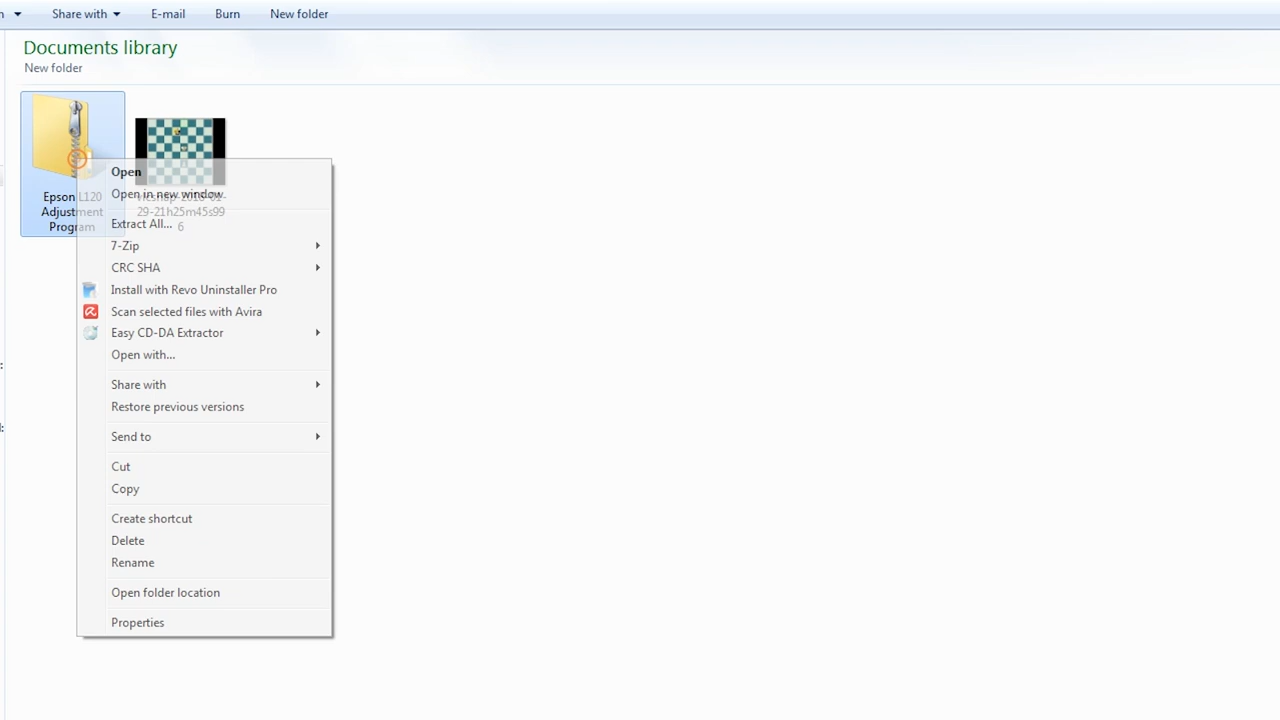 Share with
E-mail
Burn
New folder
Documents library
New folder
Epson L120
Adjustment
Program
29-21h25m45s99
6
Open
Open in new window
Extract All...
7-Zip
CRC SHA
Install with Revo Uninstaller Pro
Scan selected files with Avira
Easy CD-DA Extractor
Open with...
Share with
Restore previous versions
Send to
Cut
Copy
Create shortcut
Delete
Rename
Open folder location
Properties